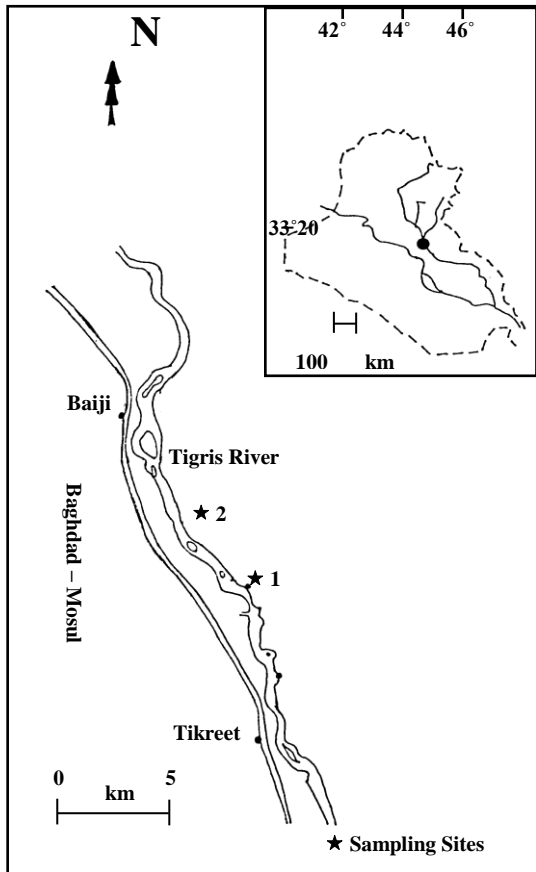 N
42° 44° 46°
33°20
100 km
Baiji
Tigris River
2
Baghdad – Mosul
1
Tikreet
0 5
km
Sampling Sites